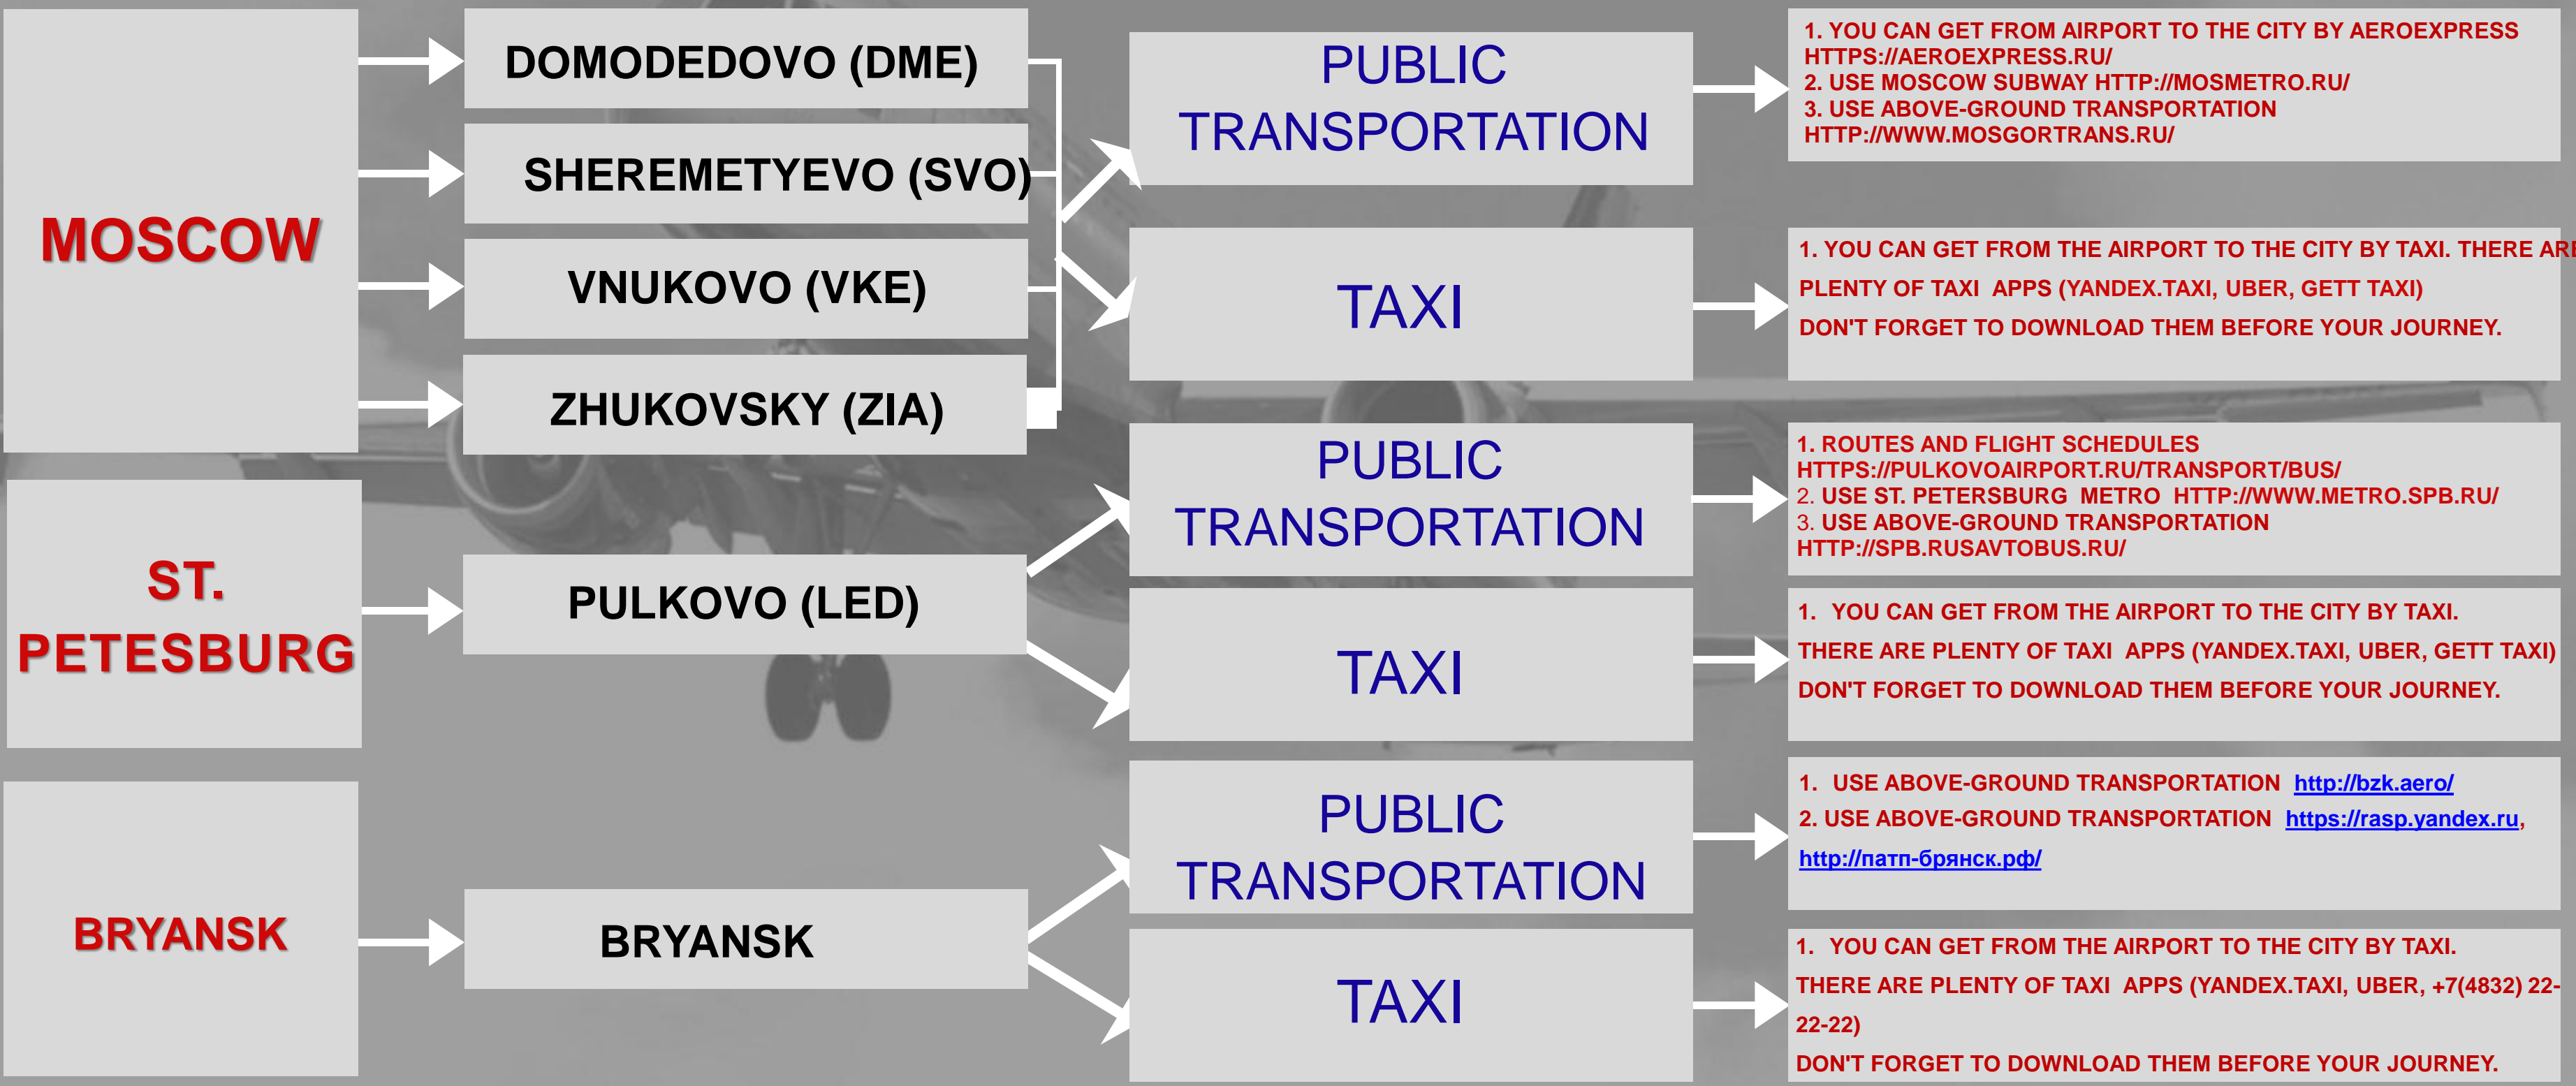 MOSCOW
DOMODEDOVO (DME)
SHEREMETYEVO (SVO)
VNUKOVO (VKE)
ZHUKOVSKY (ZIA)
PUBLIC
TRANSPORTATION
1. YOU CAN GET FROM AIRPORT TO THE CITY BY AEROEXPRESS
HTTPS://AEROEXPRESS.RU/
2. USE MOSCOW SUBWAY HTTP://MOSMETRO.RU/
3. USE ABOVE-GROUND TRANSPORTATION
HTTP://WWW.MOSGORTRANS.RU/
TAXI
1. YOU CAN GET FROM THE AIRPORT TO THE CITY BY TAXI. THERE ARE
PLENTY OF TAXI APPS (YANDEX.TAXI, UBER, GETT TAXI)
DON'T FORGET TO DOWNLOAD THEM BEFORE YOUR JOURNEY.
ST.
PETESBURG
PULKOVO (LED)
PUBLIC
TRANSPORTATION
1. ROUTES AND FLIGHT SCHEDULES
HTTPS://PULKOVOAIRPORT.RU/TRANSPORT/BUS/
2. USE ST. PETERSBURG METRO HTTP://WWW.METRO.SPB.RU/
3. USE ABOVE-GROUND TRANSPORTATION
HTTP://SPB.RUSAVTOBUS.RU/
TAXI
1. YOU CAN GET FROM THE AIRPORT TO THE CITY BY TAXI.
THERE ARE PLENTY OF TAXI APPS (YANDEX.TAXI, UBER, GETT TAXI)
DON'T FORGET TO DOWNLOAD THEM BEFORE YOUR JOURNEY.
BRYANSK
BRYANSK
PUBLIC
TRANSPORTATION
1. USE ABOVE-GROUND TRANSPORTATION http://bzk.aero/
2. USE ABOVE-GROUND TRANSPORTATION https://rasp.yandex.ru,
http://патп-брянск.рф/
TAXI
1. YOU CAN GET FROM THE AIRPORT TO THE CITY BY TAXI.
THERE ARE PLENTY OF TAXI APPS (YANDEX.TAXI, UBER, +7(4832) 22-
22-22)
DON'T FORGET TO DOWNLOAD THEM BEFORE YOUR JOURNEY.